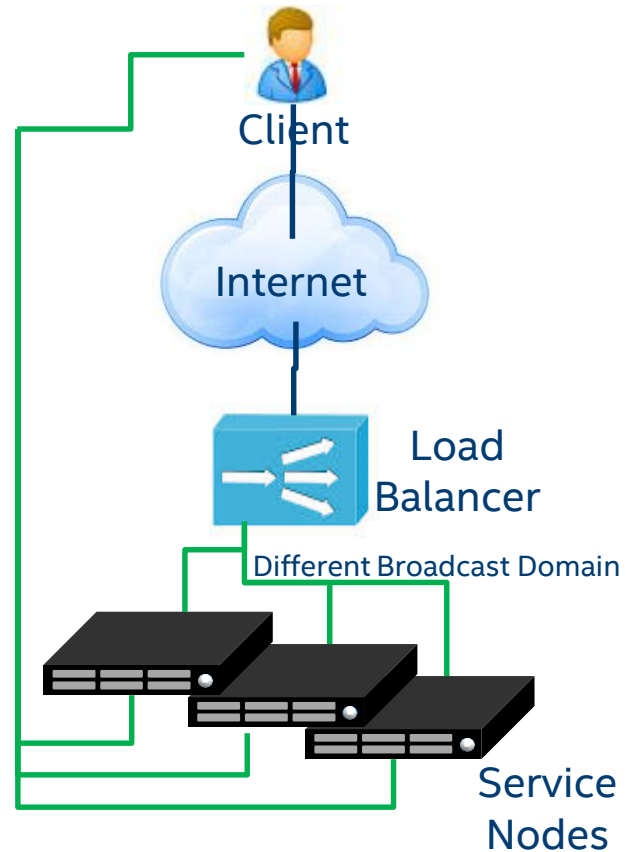 Client
Internet
Load
Balancer
Different Broadcast Domain
Service
Nodes